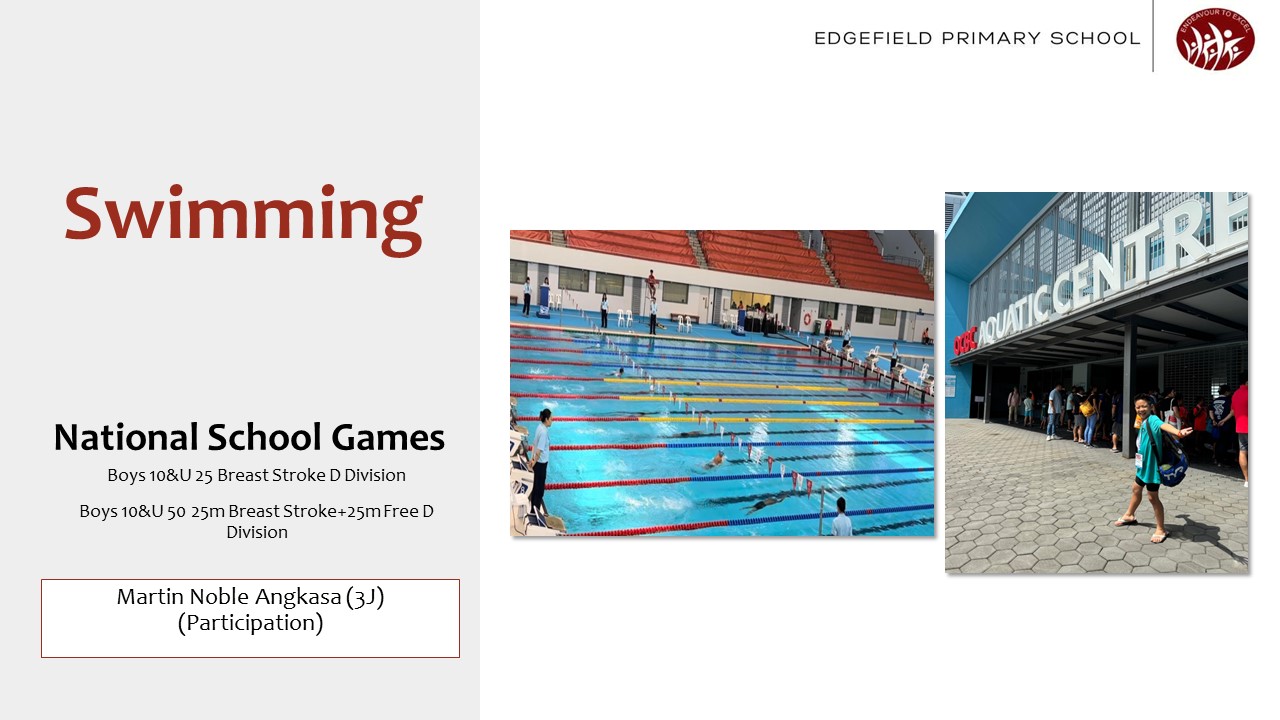 EDGEFIELD PRIMARY SCHOOL
ENDEAVOUR TO EXCEL
Swimming
National School Games
Boys 10&U 25 Breast Stroke D Division
Boys 10&U 50 25m Breast Stroke+25m Free D
Division
Martin Noble Angkasa (3J)
(Participation)
OCBC AQUATIC CENTRE